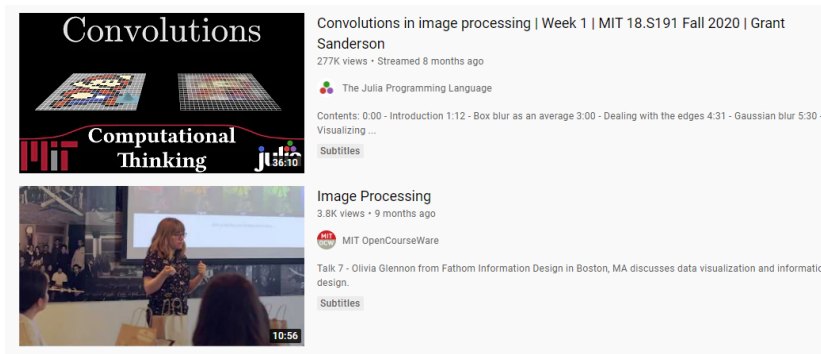 Convolutions
Computational
Thinking
MIT
36:10
Convolutions in image processing | Week 1 | MIT 18.S191 Fall 2020 | Grant
Sanderson
277K views • Streamed 8 months ago
The Julia Programming Language
Contents: 0:00 - Introduction 1:12 - Box blur as an average 3:00 - Dealing with the edges 4:31 - Gaussian blur 5:30 -
Visualizing ...
Subtitles
10:56
Image Processing
3.8K views • 9 months ago
MIT OCW
MIT OpenCourseWare
Talk 7 - Olivia Glennon from Fathom Information Design in Boston, MA discusses data visualization and informatio
design.
Subtitles